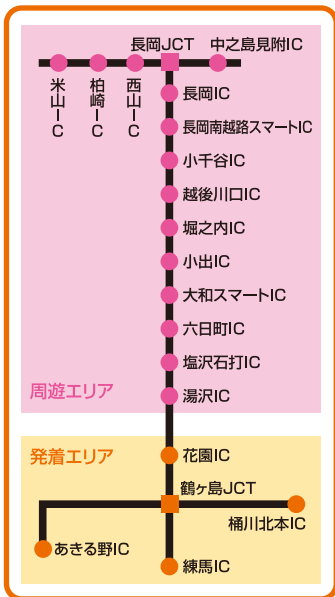 長岡JCT
中之島見附IC
米山IC
柏崎IC
西山IC
長岡IC
長岡南越路スマートIC
小千谷IC
越後川口IC
堀之内IC
小出IC
大和スマートIC
六日町IC
塩沢石打IC
湯沢IC
周遊エリア
発着エリア
花園IC
鶴ヶ島JCT
桶川北本IC
あきる野IC
練馬IC